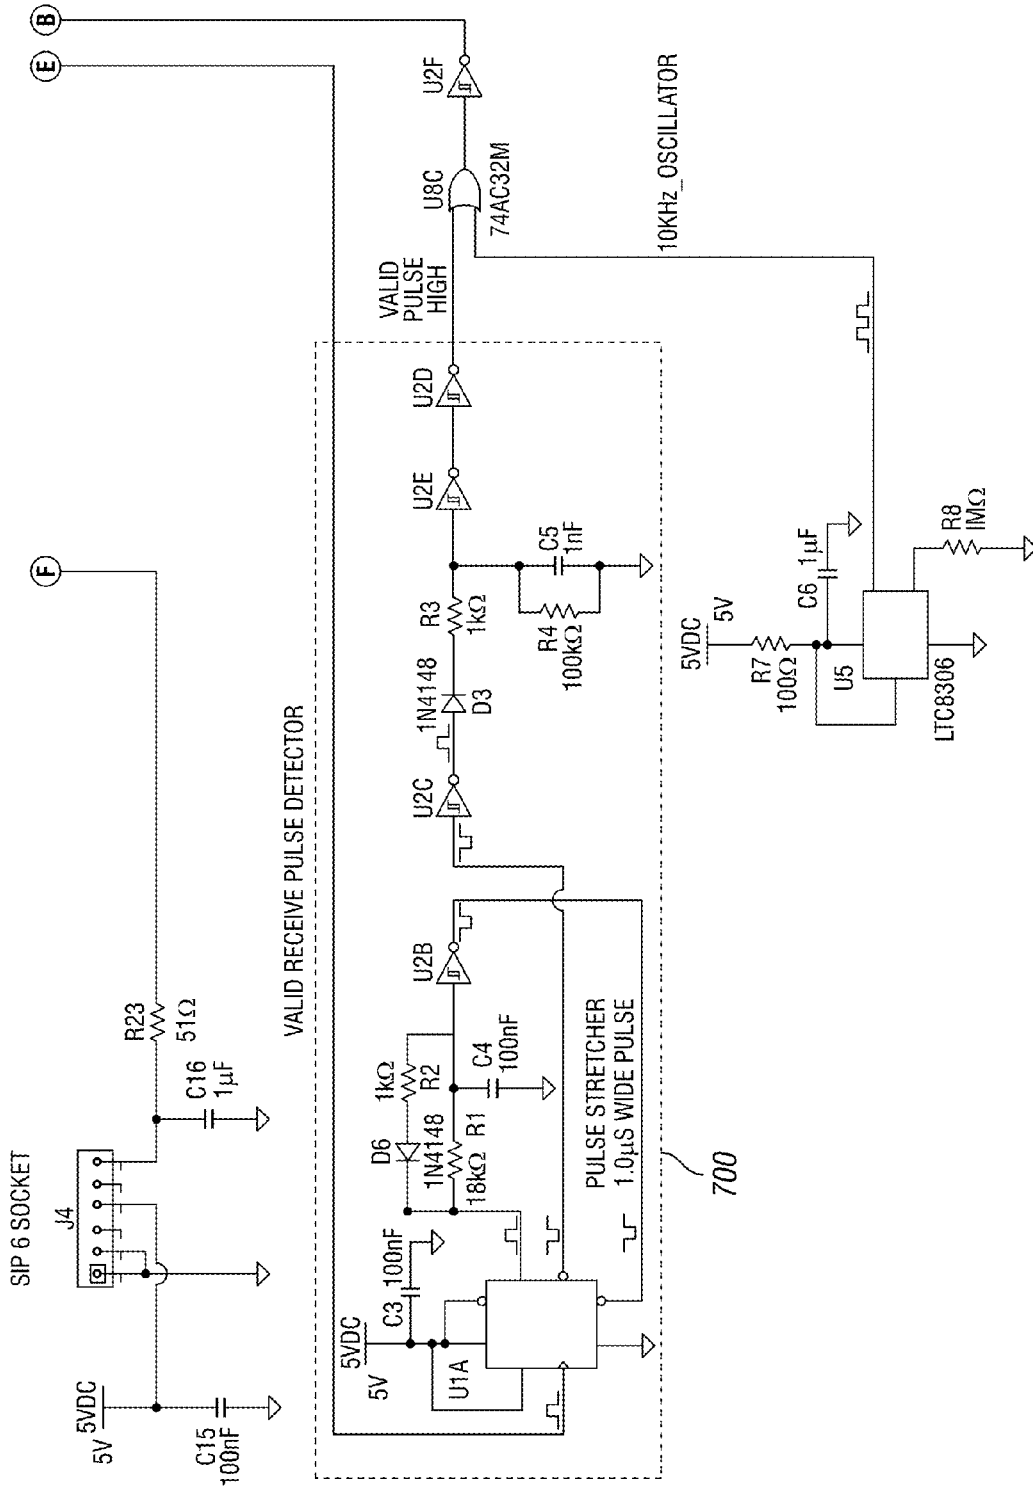 SIP 6 SOCKET
J4
5V
5VDC
C15
100nF
C16
1µF
R23
51Ω
F
E
B
VALID RECEIVE PULSE DETECTOR
5VDC
5V
C3
100nF
U1A
D6
1N4148
1kΩ
R2
18kΩ
R1
C4
100nF
U2B
PULSE STRETCHER
1.0µS WIDE PULSE
700
U2C
1N4148
D3
R3
1kΩ
R4
100kΩ
C5
1nF
U2E
U2D
VALID
PULSE
HIGH
U8C
74AC32M
U2F
10KHz_OSCILLATOR
5VDC
5V
R7
100Ω
C6
1µF
U5
LTC8306
R8
IMΩ